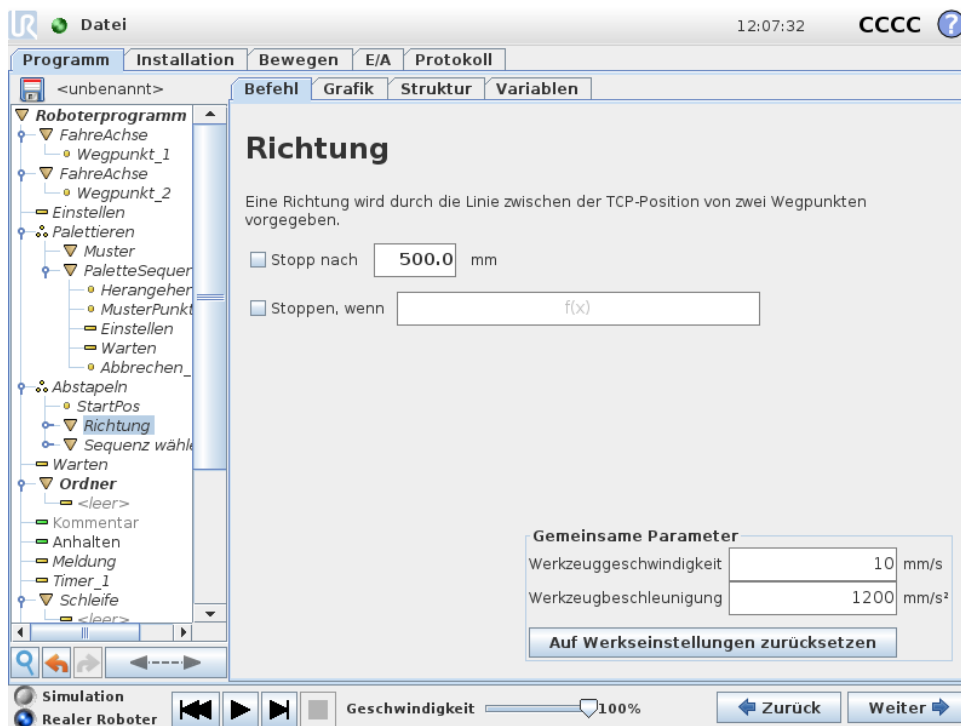 UR Datei 12:07:32 CCCC ?
Programm Installation Bewegen E/A Protokoll
<unbenannt> Befehl Grafik Struktur Variablen
Roboterprogramm
FahreAchse
Wegpunkt_1
FahreAchse
Wegpunkt_2
Einstellen
Palettieren
Muster
PaletteSequer
Herangeher
MusterPunkt
Einstellen
Warten
Abbrechen_
Abstapeln
StartPos
Richtung
Sequenz wähle
Warten
Ordner
<leer>
Kommentar
Anhalten
Meldung
Timer_1
Schleife
<leer>
Richtung
Eine Richtung wird durch die Linie zwischen der TCP-Position von zwei Wegpunkten
vorgegeben.
Stopp nach 500.0 mm
Stoppen, wenn f(x)
Gemeinsame Parameter
Werkzeuggeschwindigkeit 10 mm/s
Werkzeugbeschleunigung 1200 mm/s²
Auf Werkseinstellungen zurücksetzen
Simulation
Realer Roboter
Geschwindigkeit 100%
Zurück Weiter